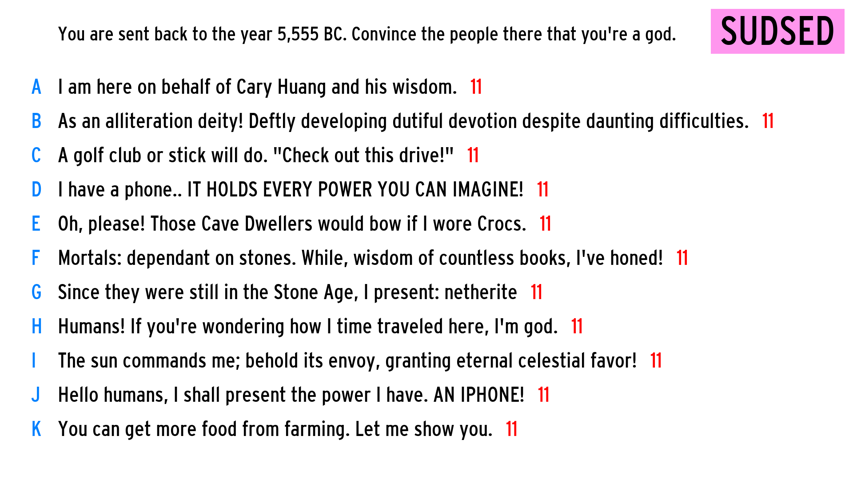 You are sent back to the year 5,555 BC. Convince the people there that you're a god.
SUDSED
A I am here on behalf of Cary Huang and his wisdom. 11
B As an alliteration deity! Deftly developing dutiful devotion despite daunting difficulties. 11
C A golf club or stick will do. "Check out this drive!" 11
D I have a phone.. IT HOLDS EVERY POWER YOU CAN IMAGINE! 11
E Oh, please! Those Cave Dwellers would bow if I wore Crocs. 11
F Mortals: dependant on stones. While, wisdom of countless books, I've honed! 11
G Since they were still in the Stone Age, I present: netherite 11
H Humans! If you're wondering how I time traveled here, I'm god. 11
I The sun commands me; behold its envoy, granting eternal celestial favor! 11
J Hello humans, I shall present the power I have. AN IPHONE! 11
K You can get more food from farming. Let me show you. 11